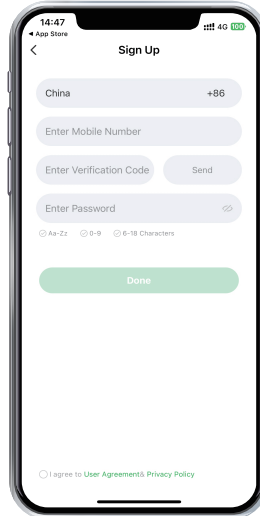 14:47
4G 100
◀ App Store
Sign Up
China +86
Enter Mobile Number
Enter Verification Code Send
Enter Password
Aa-Zz 0-9 6-18 Characters
Done
I agree to User Agreement& Privacy Policy